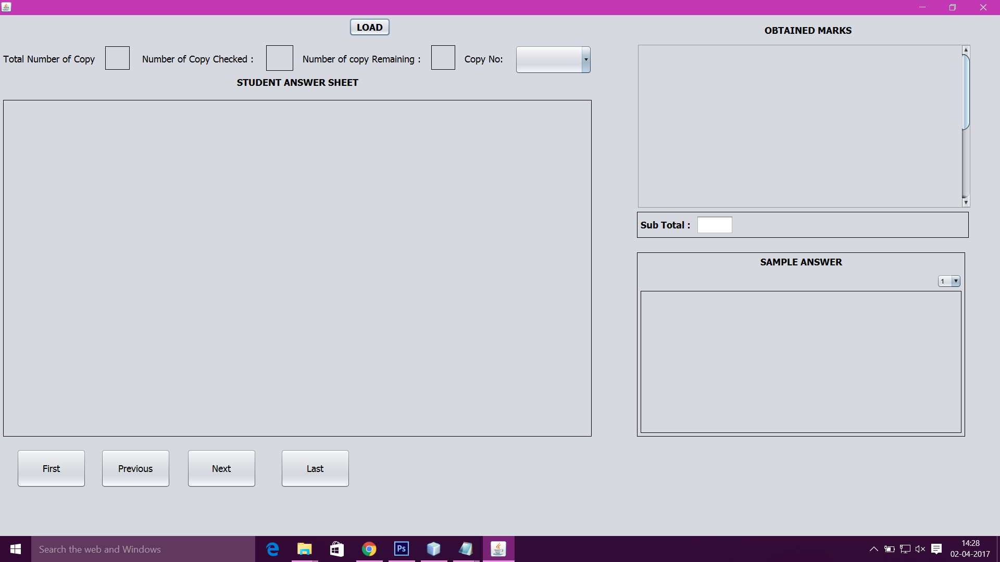 LOAD
OBTAINED MARKS
Total Number of Copy Number of Copy Checked : Number of copy Remaining : Copy No:
STUDENT ANSWER SHEET
Sub Total :
SAMPLE ANSWER
1
First Previous Next Last
Search the web and Windows
Ps
14:28
02-04-2017